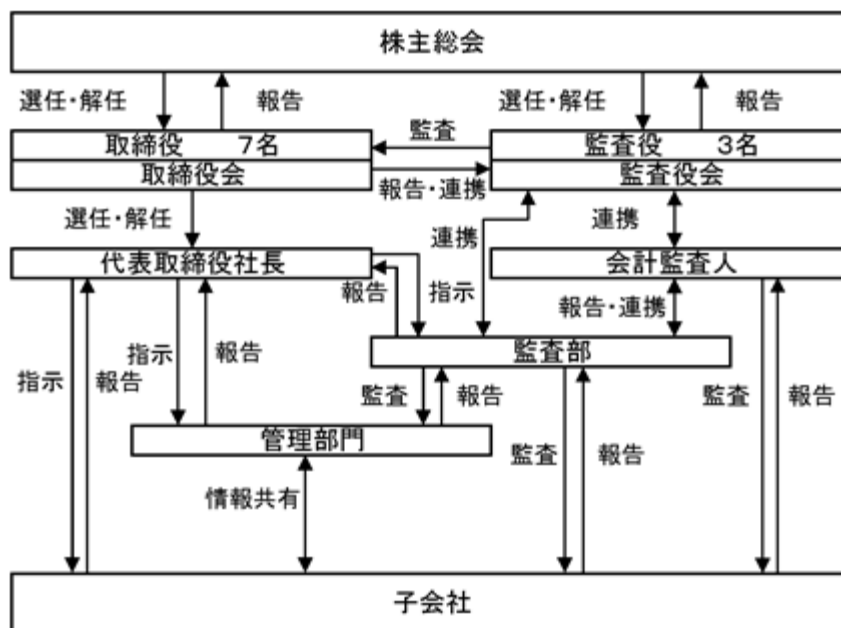 株主総会
選任・解任
報告
選任・解任
報告
取締役　7名
監査
監査役　3名
取締役会
報告・連携
監査役会
選任・解任
連携
連携
代表取締役社長
会計監査人
報告
指示
報告・連携
指示
報告
監査部
指示
報告
監査
報告
監査
報告
管理部門
監査
報告
情報共有
子会社